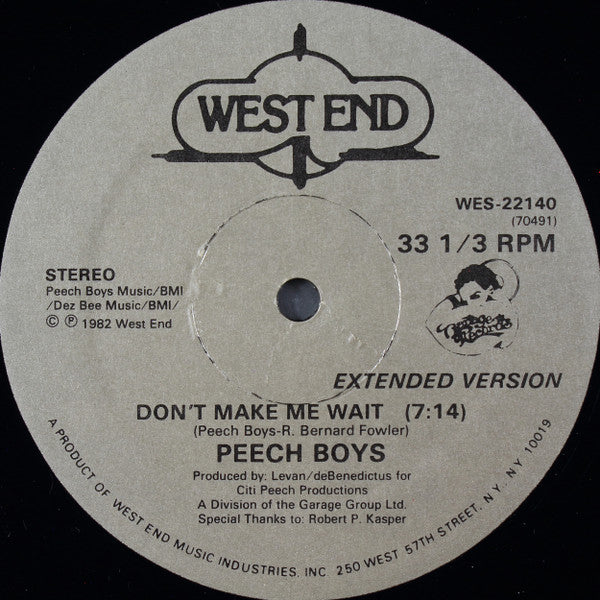 WEST END
WES-22140
(70491)
33 1/3 RPM
STEREO
Peech Boys Music/BMI
/Dez Bee Music/BMI/
© ℗ 1982 West End
Garage
Records
EXTENDED VERSION
DON'T MAKE ME WAIT (7:14)
(Peech Boys-R. Bernard Fowler)
PEECH BOYS
Produced by: Levan/deBenedictus for
Citi Peech Productions
A Division of the Garage Group Ltd.
Special Thanks to: Robert P. Kasper
A PRODUCT OF WEST END MUSIC INDUSTRIES, INC. 250 WEST 57TH STREET, N.Y., NY 10019